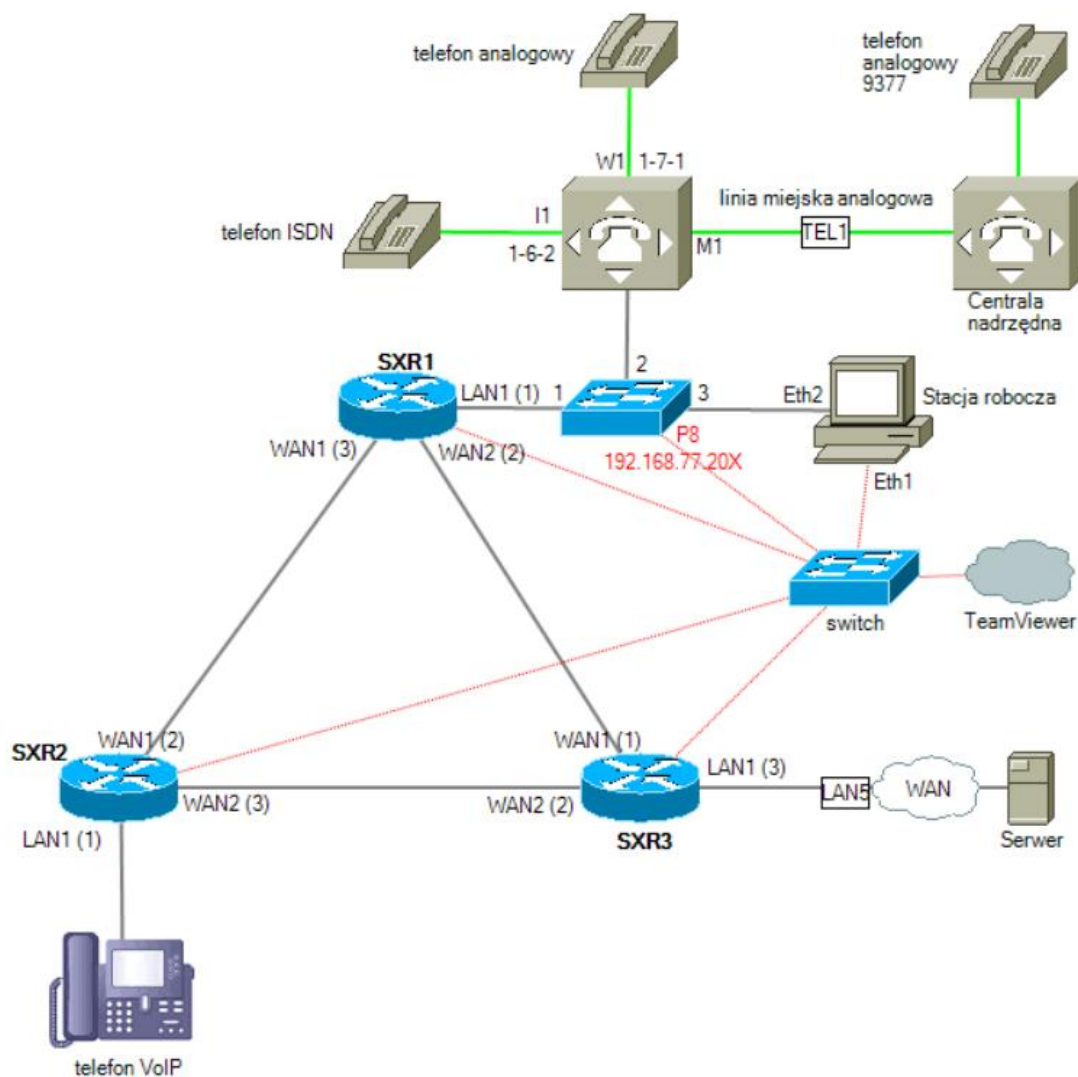 telefon analogowy
telefon
analogowy
9377
W1
1-7-1
linia miejska analogowa
telefon ISDN
I1
1-6-2
M1
TEL1
Centrala
nadrzędna
SXR1
2
LAN1 (1)
1
3
Eth2
Stacja robocza
WAN1 (3)
WAN2 (2)
P8
192.168.77.20X
Eth1
switch
TeamViewer
SXR2
WAN1 (2)
WAN1 (1)
LAN1 (3)
WAN2 (3)
WAN2 (2)
LAN5
WAN
LAN1 (1)
SXR3
Serwer
telefon VoIP